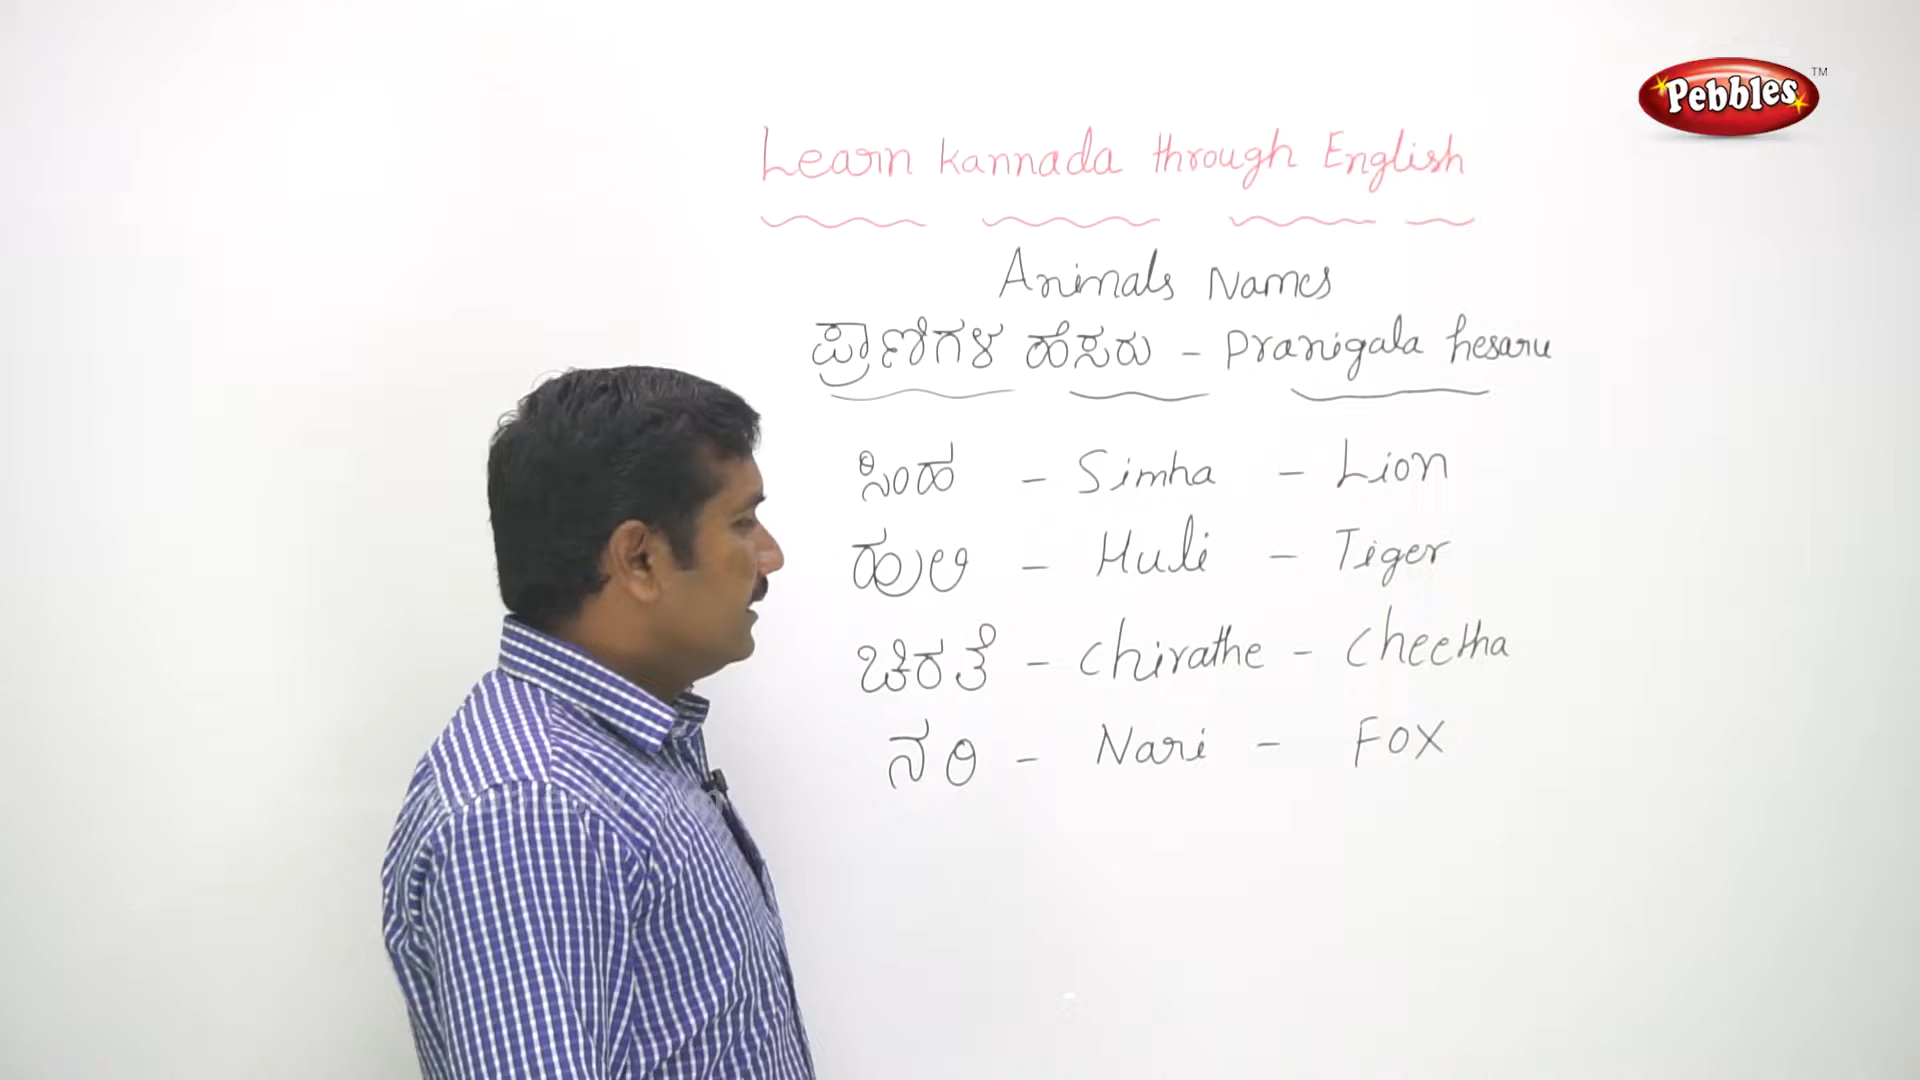 Pebbles TM
Learn Kannada through English
Animals Names
ಪ್ರಾಣಿಗಳ ಹೆಸರು - Pranigala hesaru
ಸಿಂಹ - Simha - Lion
ಹುಲಿ - Huli - Tiger
ಚಿರತೆ - Chirathe - Cheetha
ನರಿ - Nari - Fox